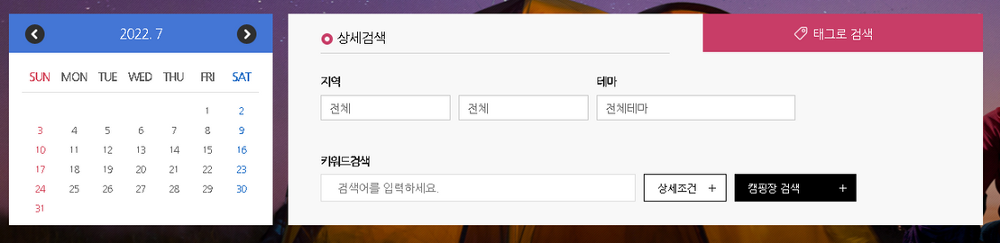 2022. 7
SUN MON TUE WED THU FRI SAT
1 2
3 4 5 6 7 8 9
10 11 12 13 14 15 16
17 18 19 20 21 22 23
24 25 26 27 28 29 30
31
상세검색
태그로 검색
지역 테마
전체 전체 전체테마
키워드검색
검색어를 입력하세요. 상세조건 + 캠핑장 검색 +